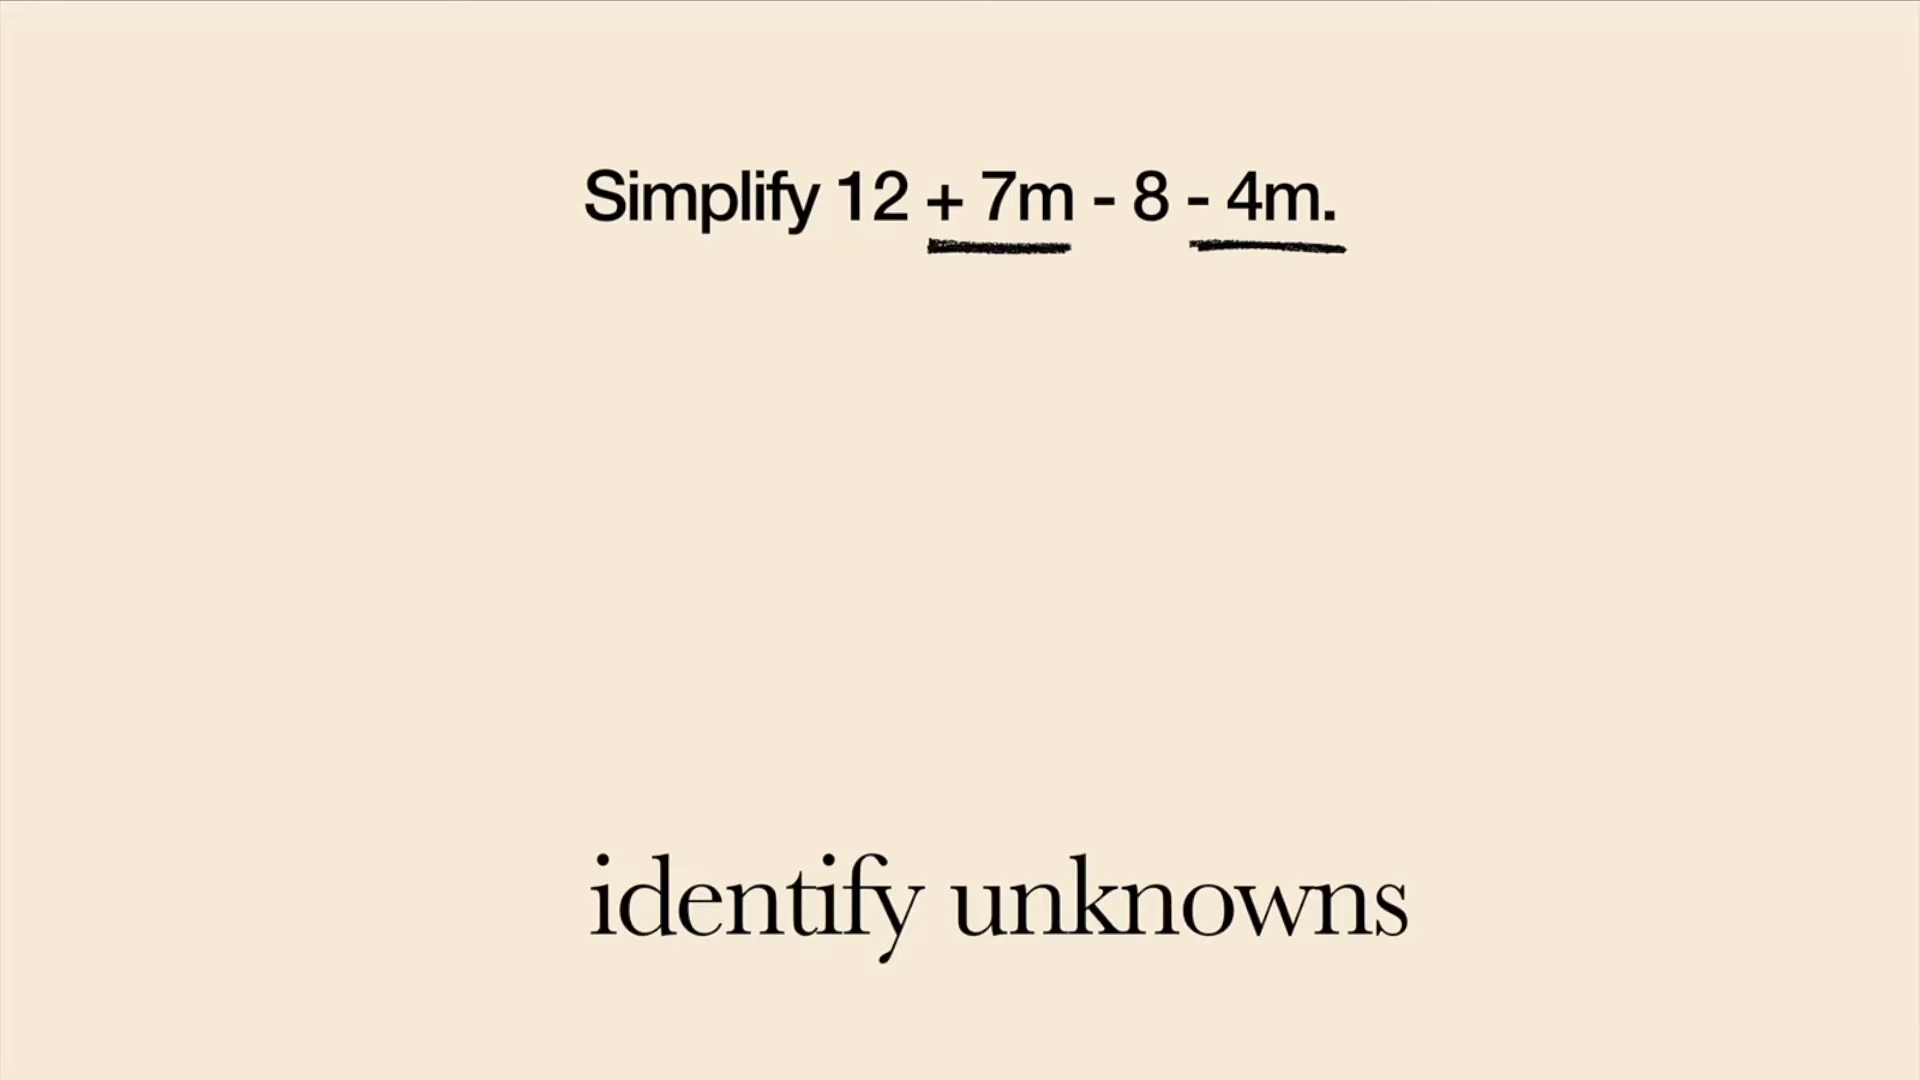 Simplify 12 + 7m - 8 - 4m.
identify unknowns